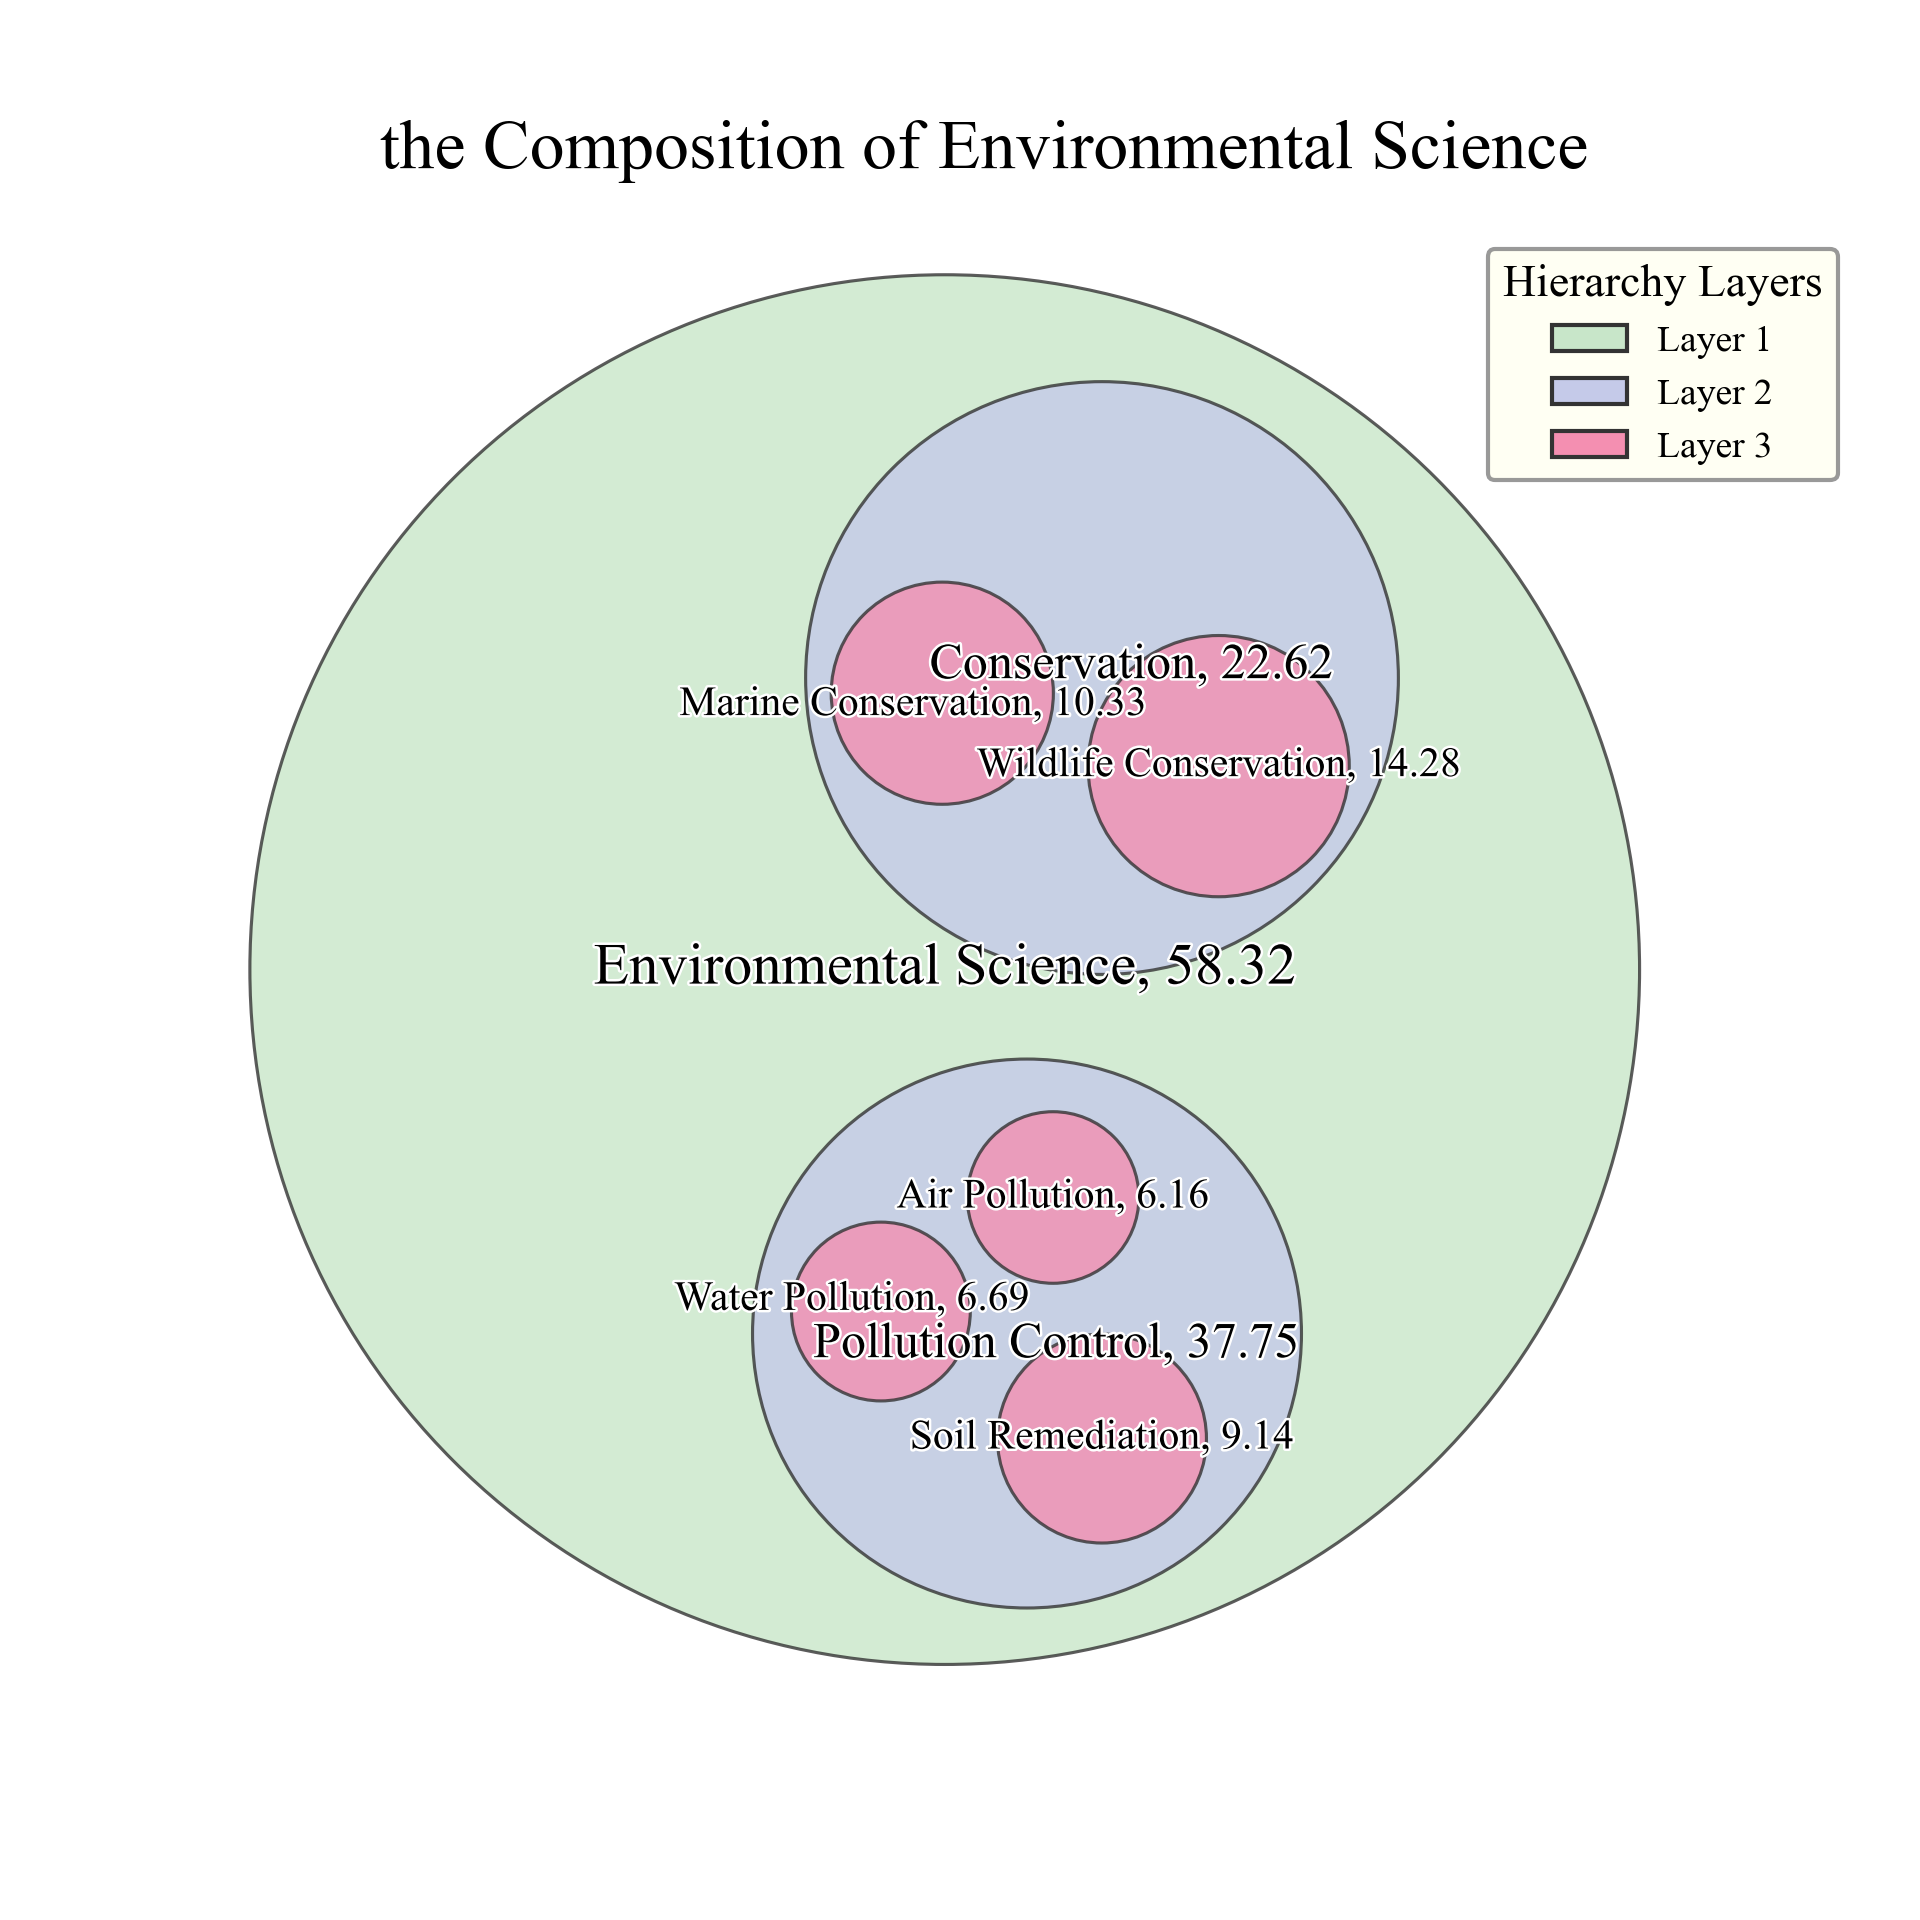 the Composition of Environmental Science
Hierarchy Layers
Layer 1
Layer 2
Layer 3
Conservation, 22.62
Marine Conservation, 10.33
Wildlife Conservation, 14.28
Environmental Science, 58.32
Air Pollution, 6.16
Water Pollution, 6.69
Pollution Control, 37.75
Soil Remediation, 9.14